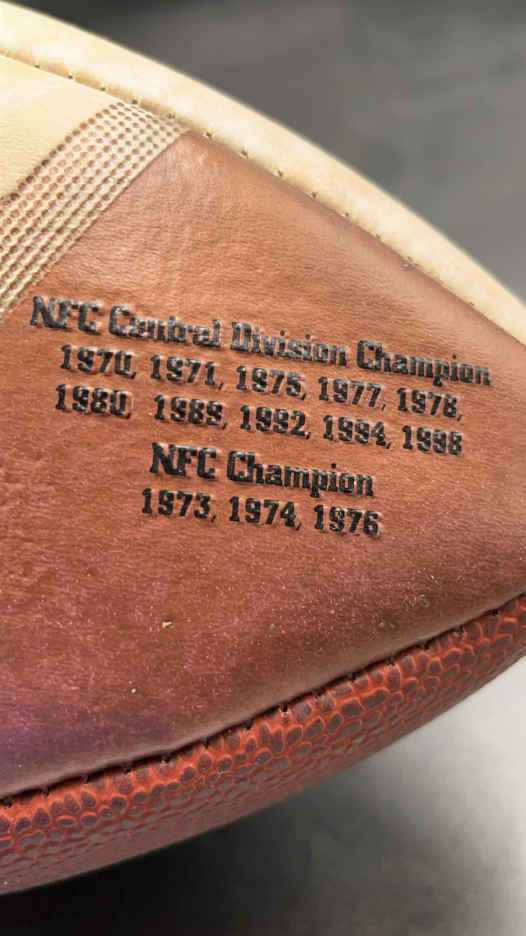 NFC Central Division Champion
1970, 1971, 1975, 1977, 1978,
1980, 1989, 1992, 1994, 1998
NFC Champion
1973, 1974, 1976